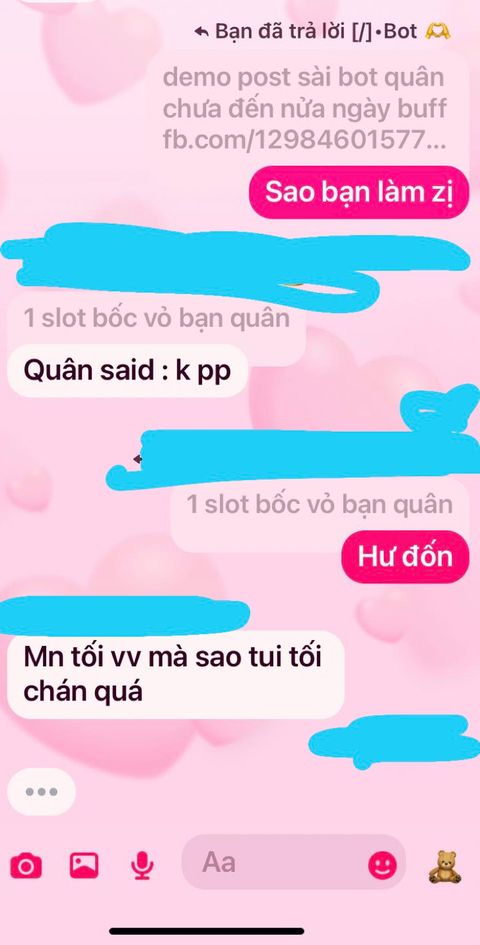 Bạn đã trả lời [/]•Bot 🫶
demo post sài bot quân
chưa đến nửa ngày buff
fb.com/12984601577...
Sao bạn làm zị
1 slot bốc vỏ bạn quân
Quân said : k pp
1 slot bốc vỏ bạn quân
Hư đốn
Mn tối vv mà sao tui tối
chán quá
Aa